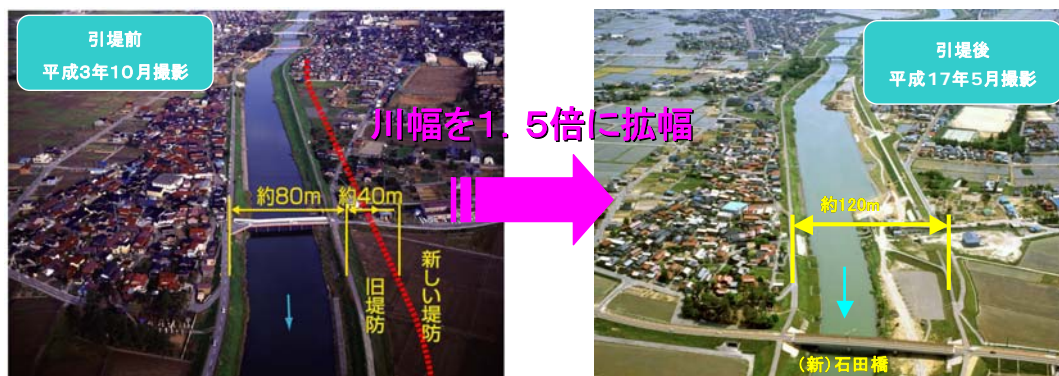 引堤前
平成3年10月撮影
川幅を1.5倍に拡幅
約80m
約40m
旧堤防
新しい堤防
引堤後
平成17年5月撮影
約120m
(新)石田橋